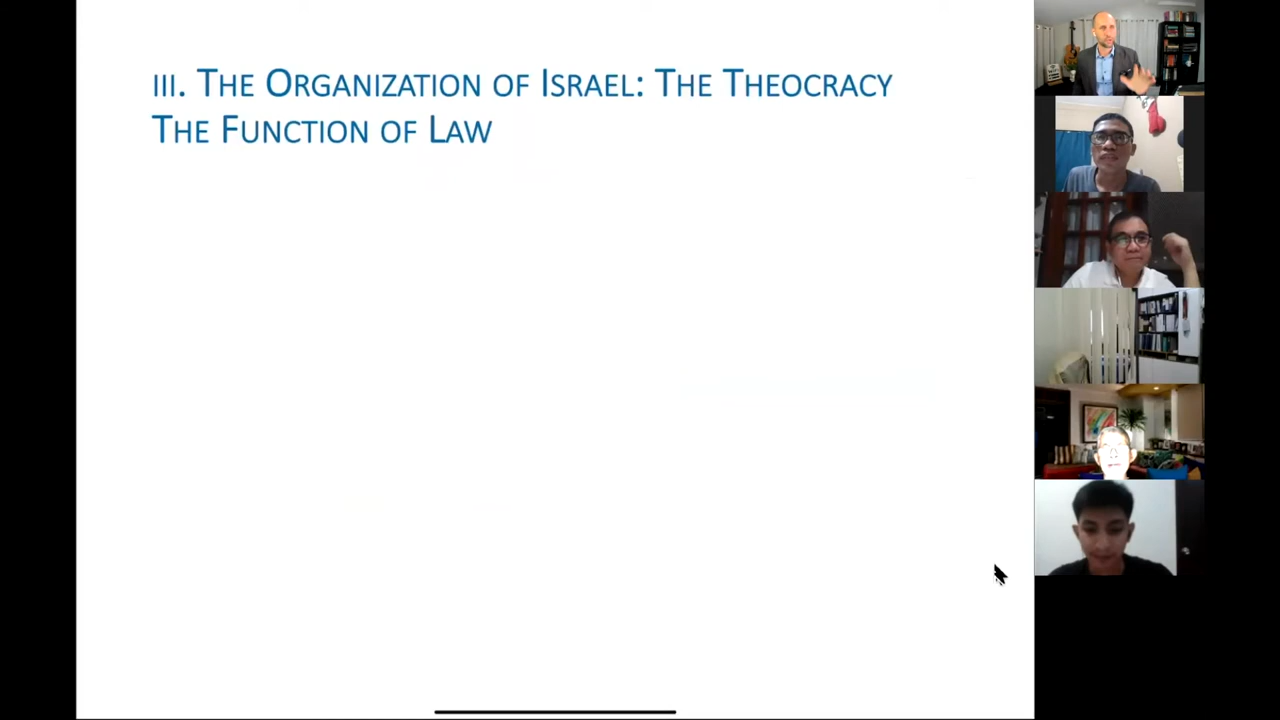 III. The Organization of Israel: The Theocracy
The Function of Law